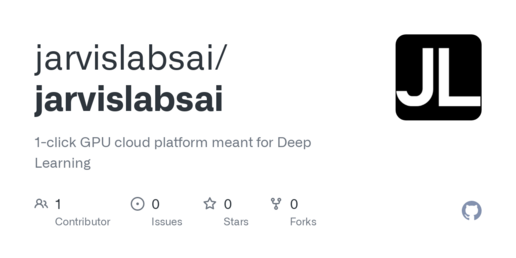 jarvislabsai/
jarvislabsai
JL
1-click GPU cloud platform meant for Deep
Learning
1 0 0 0
Contributor Issues Stars Forks